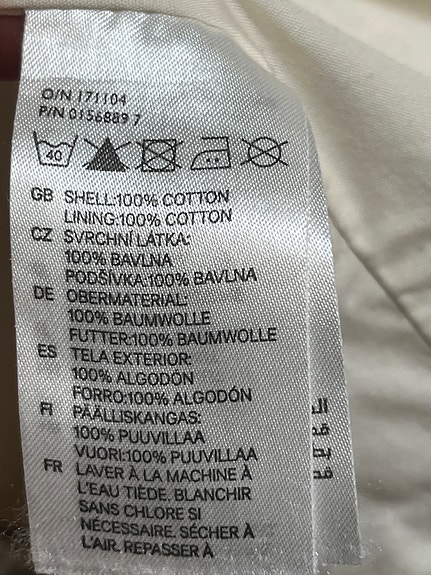 O/N 171104
P/N 0156889 7
40
GB SHELL:100% COTTON
LINING:100% COTTON
CZ SVRCHNÍ LÁTKA:
100% BAVLNA
PODŠÍVKA:100% BAVLNA
DE OBERMATERIAL:
100% BAUMWOLLE
FUTTER:100% BAUMWOLLE
ES TELA EXTERIOR:
100% ALGODÓN
FORRO:100% ALGODÓN
FI PÄÄLLISKANGAS:
100% PUUVILLAA
VUORI:100% PUUVILLAA
FR LAVER À LA MACHINE À
L'EAU TIÈDE. BLANCHIR
SANS CHLORE SI
NÉCESSAIRE. SÉCHER À
L'AIR. REPASSER À